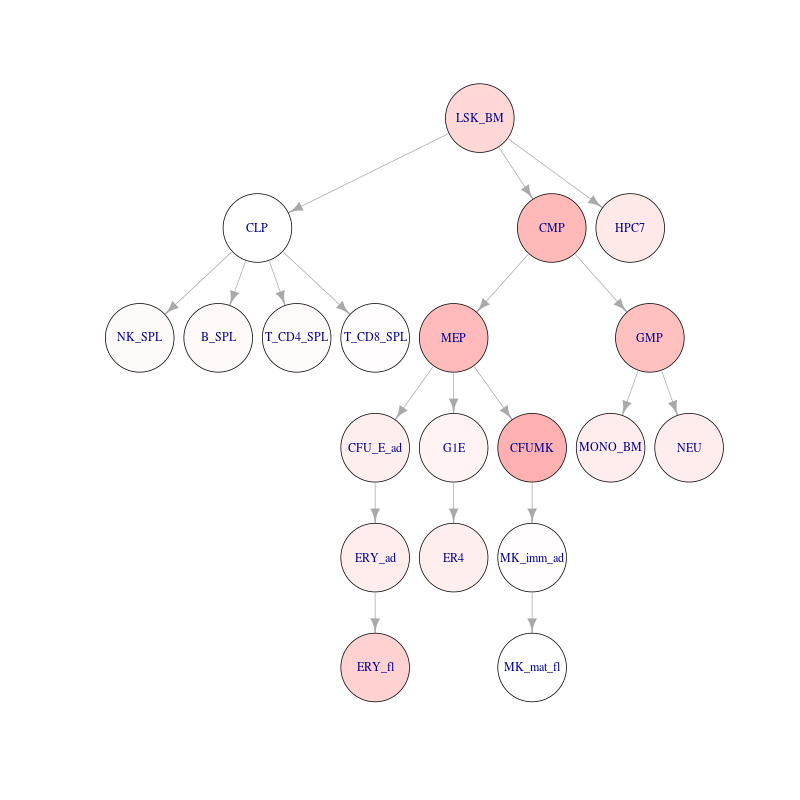 LSK_BM
CLP
CMP
HPC7
NK_SPL
B_SPL
T_CD4_SPL
T_CD8_SPL
MEP
GMP
CFU_E_ad
G1E
CFUMK
MONO_BM
NEU
ERY_ad
ER4
MK_imm_ad
ERY_fl
MK_mat_fl